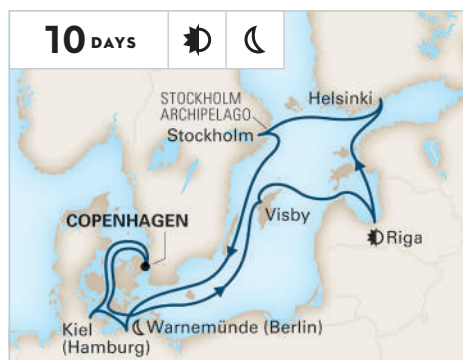 10 DAYS
STOCKHOLM
ARCHIPELAGO
Stockholm
Helsinki
COPENHAGEN
Visby
Riga
Kiel
(Hamburg)
Warnemünde (Berlin)